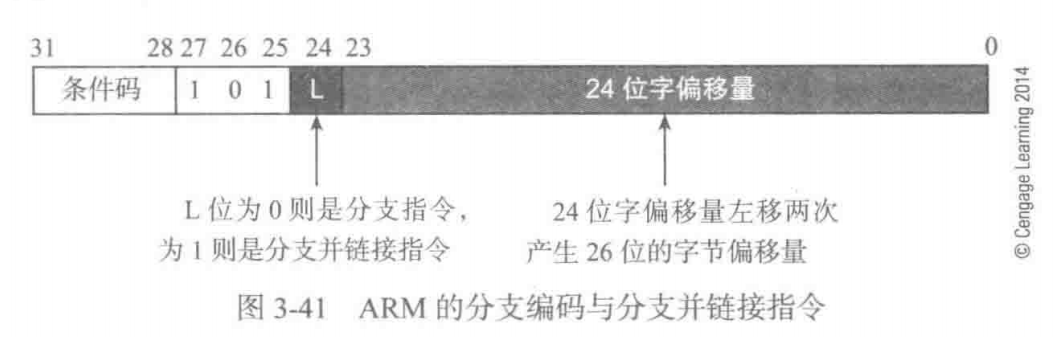 31 28 27 26 25 24 23 0
条件码 1 0 1 L 24 位字偏移量
L 位为 0 则是分支指令， 24 位字偏移量左移两次
为 1 则是分支并链接指令 产生 26 位的字节偏移量
图 3-41 ARM 的分支编码与分支并链接指令
© Cengage Learning 2014